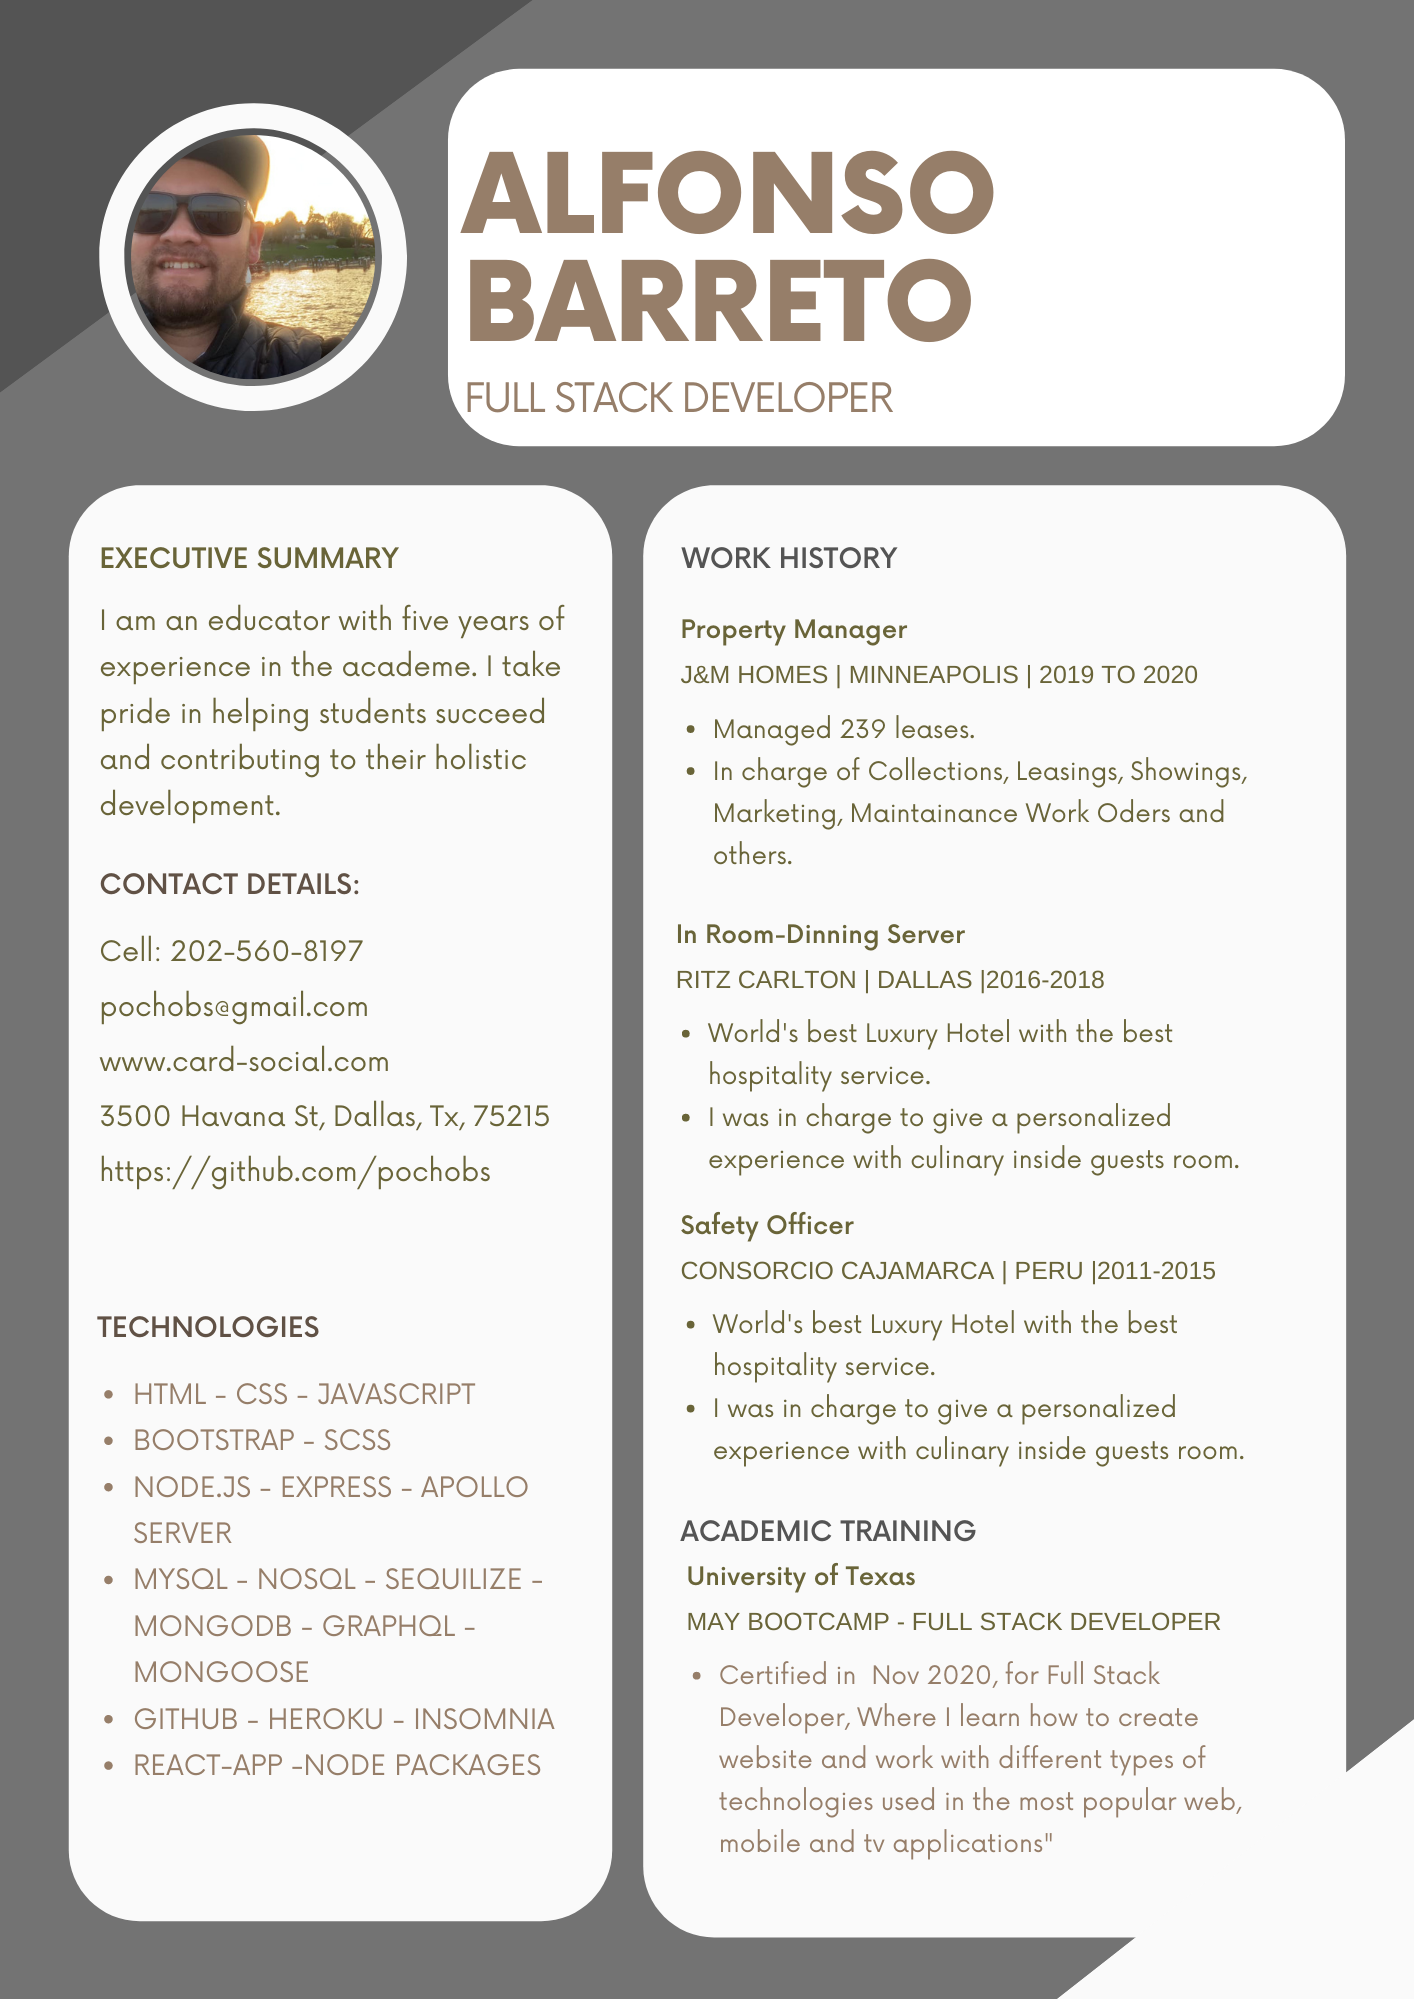 ALFONSO
BARRETO
FULL STACK DEVELOPER
EXECUTIVE SUMMARY
I am an educator with five years of
experience in the academe. I take
pride in helping students succeed
and contributing to their holistic
development.
CONTACT DETAILS:
Cell: 202-560-8197
pochobs@gmail.com
www.card-social.com
3500 Havana St, Dallas, Tx, 75215
https://github.com/pochobs
TECHNOLOGIES
• HTML - CSS - JAVASCRIPT
• BOOTSTRAP - SCSS
• NODE.JS - EXPRESS - APOLLO
SERVER
• MYSQL - NOSQL - SEQUILIZE -
MONGODB - GRAPHQL -
MONGOOSE
• GITHUB - HEROKU - INSOMNIA
• REACT-APP -NODE PACKAGES
WORK HISTORY
Property Manager
J&M HOMES | MINNEAPOLIS | 2019 TO 2020
• Managed 239 leases.
• In charge of Collections, Leasings, Showings,
Marketing, Maintainance Work Oders and
others.
In Room-Dinning Server
RITZ CARLTON | DALLAS |2016-2018
• World's best Luxury Hotel with the best
hospitality service.
• I was in charge to give a personalized
experience with culinary inside guests room.
Safety Officer
CONSORCIO CAJAMARCA | PERU |2011-2015
• World's best Luxury Hotel with the best
hospitality service.
• I was in charge to give a personalized
experience with culinary inside guests room.
ACADEMIC TRAINING
University of Texas
MAY BOOTCAMP - FULL STACK DEVELOPER
• Certified in  Nov 2020, for Full Stack
Developer, Where I learn how to create
website and work with different types of
technologies used in the most popular web,
mobile and tv applications"